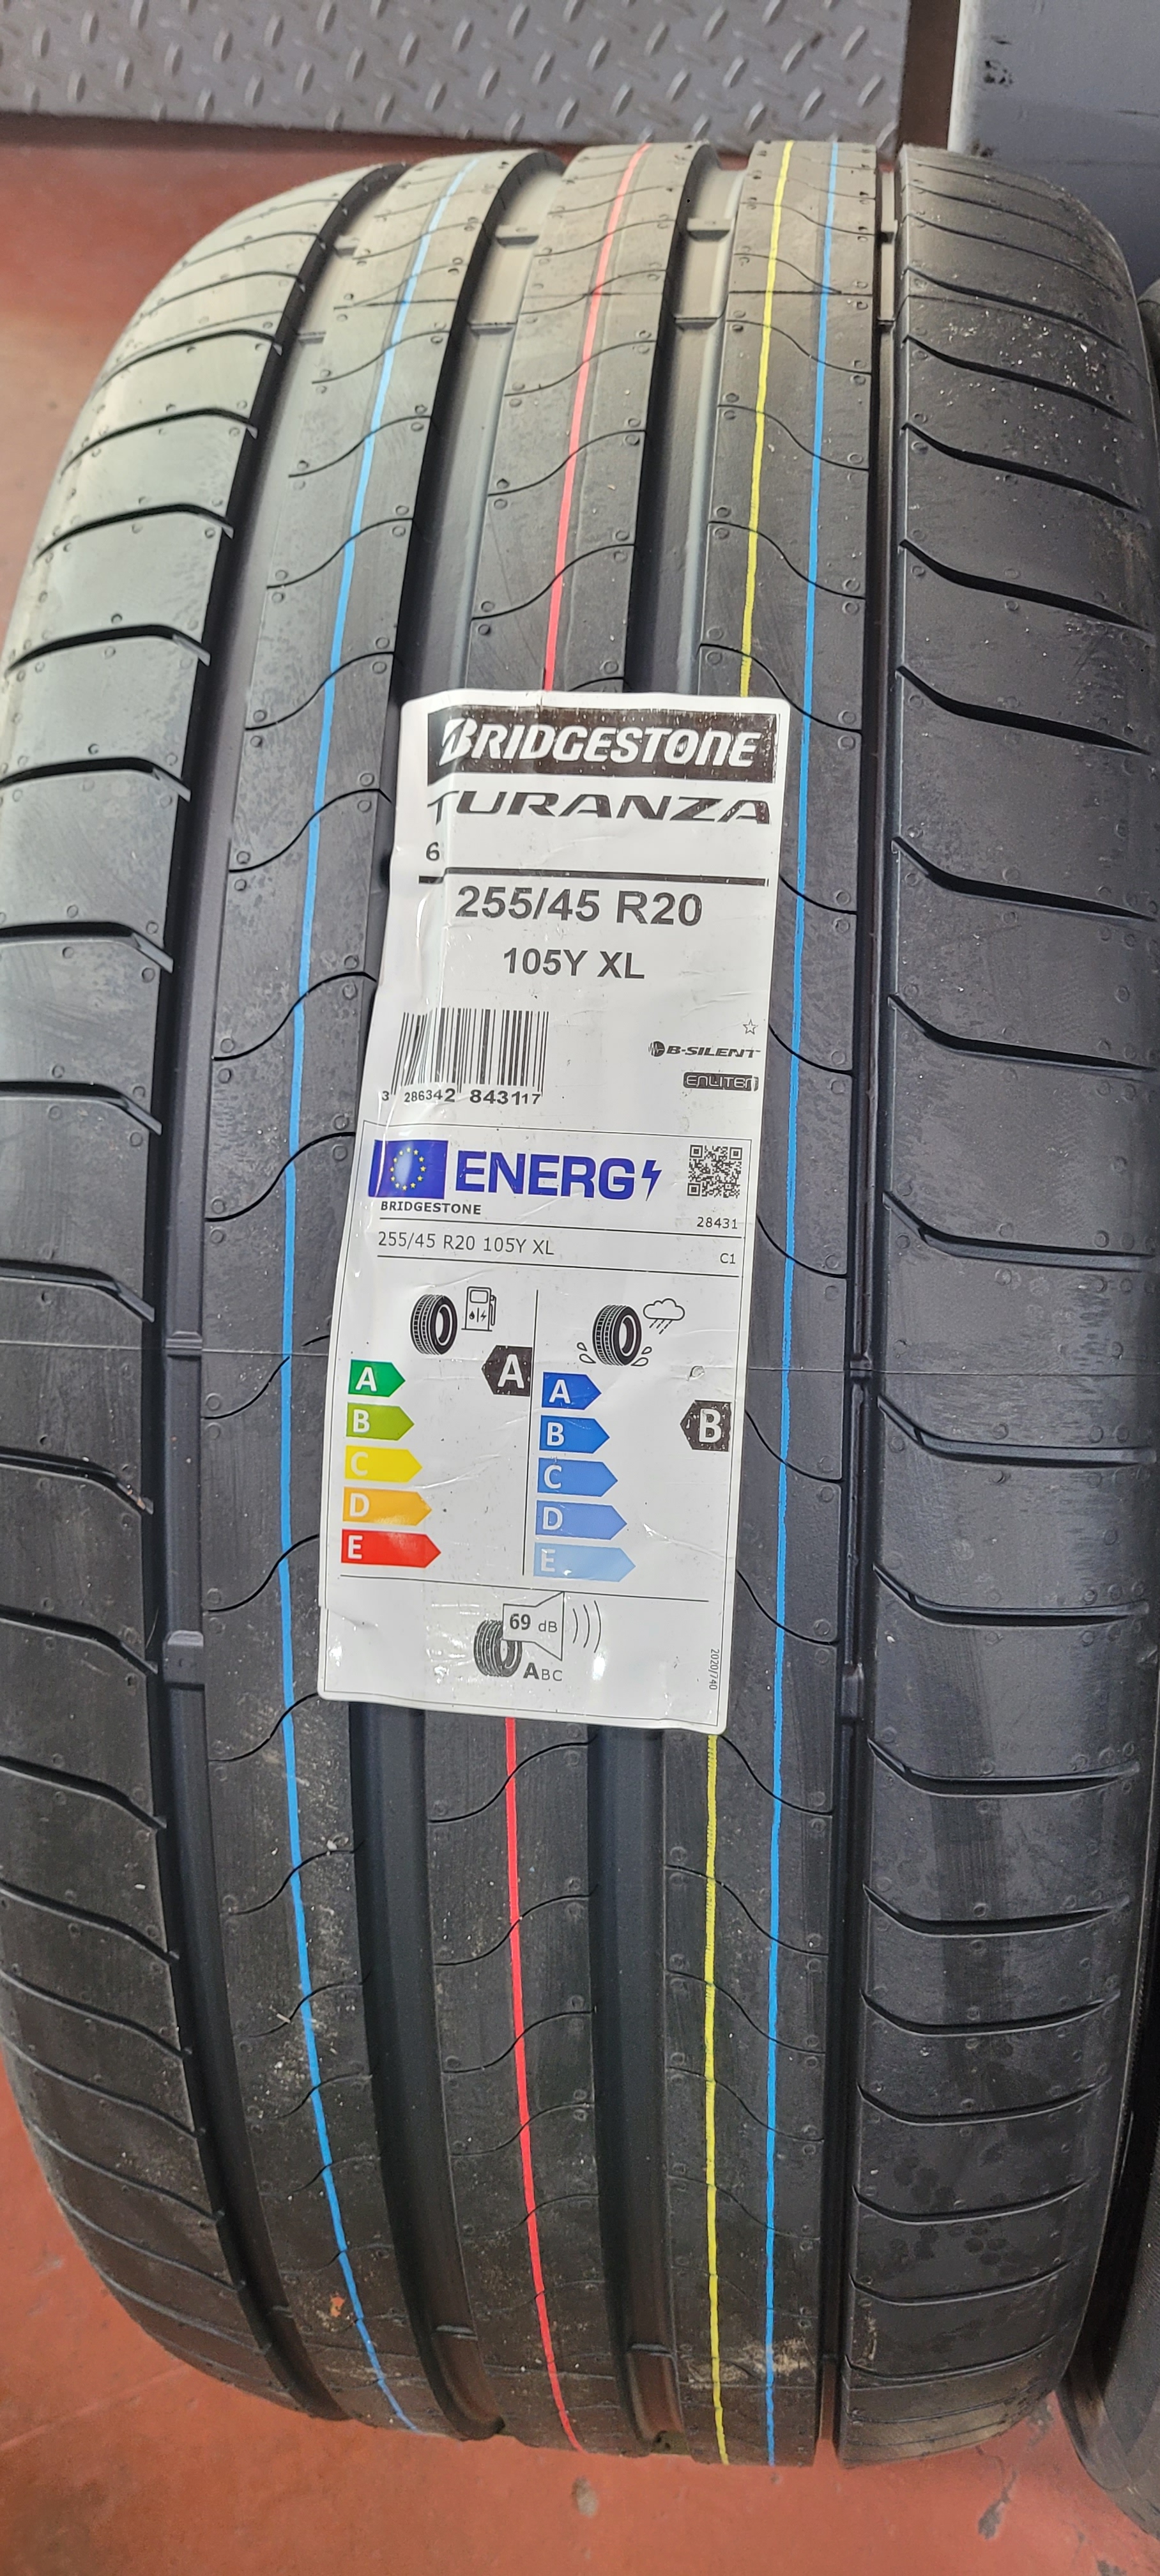 BRIDGESTONE
TURANZA
6
255/45 R20
105Y XL
☆
B-SILENT
ENLITEN
3 286342 843117
ENERG
BRIDGESTONE
28431
255/45 R20 105Y XL
C1
A
A
B
C
D
E
A
B
B
C
D
E
69 dB
ABC
2020/740